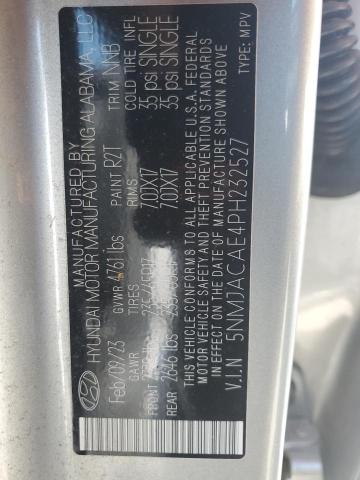 MANUFACTURED BY
HYUNDAI MOTOR MANUFACTURING ALABAMA, LLC
Feb/09/23 PAINT R2T TRIM NNB
GVWR 4761 lbs
GAWR TIRES RIMS COLD TIRE INFL
FRONT 7.0JX17 35 psi SINGLE
REAR 2646 lbs 7.0JX17 35 psi SINGLE
THIS VEHICLE CONFORMS TO ALL APPLICABLE U.S.A. FEDERAL
MOTOR VEHICLE SAFETY, BUMPER, AND THEFT PREVENTION
STANDARDS IN EFFECT ON THE DATE OF MANUFACTURE
SHOWN ABOVE.
V.I.N 5NMJACAE4PH232527 TYPE: MPV